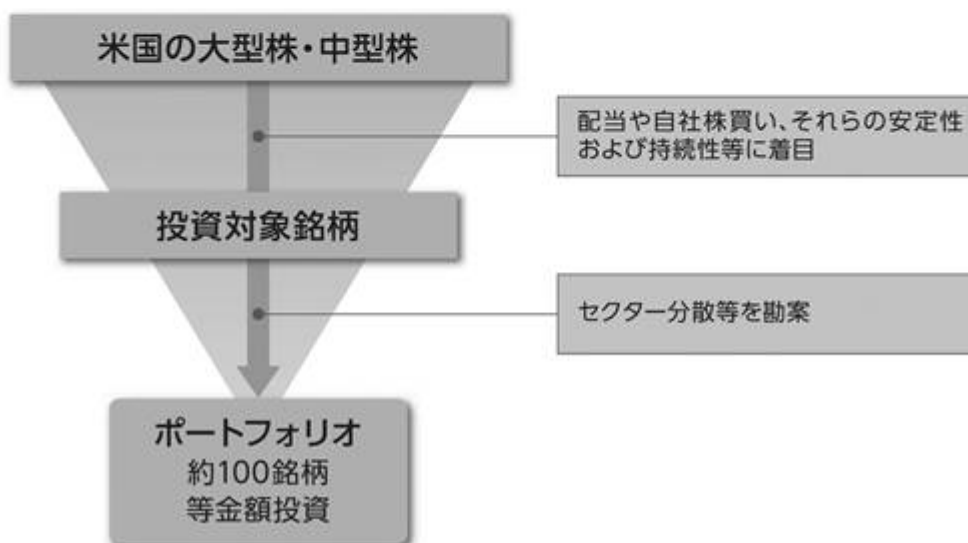 米国の大型株・中型株
配当や自社株買い、それらの安定性
および持続性等に着目
投資対象銘柄
セクター分散等を勘案
ポートフォリオ
約100銘柄
等金額投資